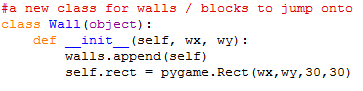 #a new class for walls / blocks to jump onto
class Wall(object):
    def __init__(self, wx, wy):
        walls.append(self)
        self.rect = pygame.Rect(wx,wy,30,30)